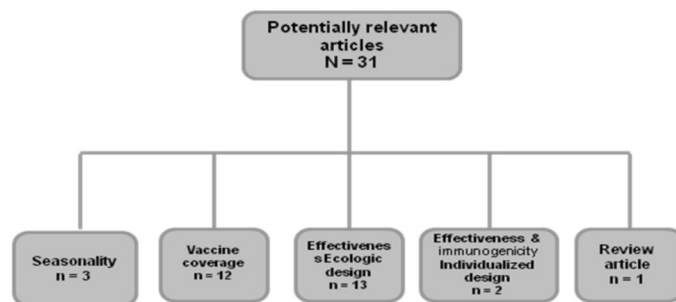 Potentially relevant
articles
N = 31
Seasonality
n = 3
Vaccine
coverage
n = 12
Effectivenes
s Ecologic
design
n = 13
Effectiveness &
immunogenicity
Individualized
design
n = 2
Review
article
n = 1